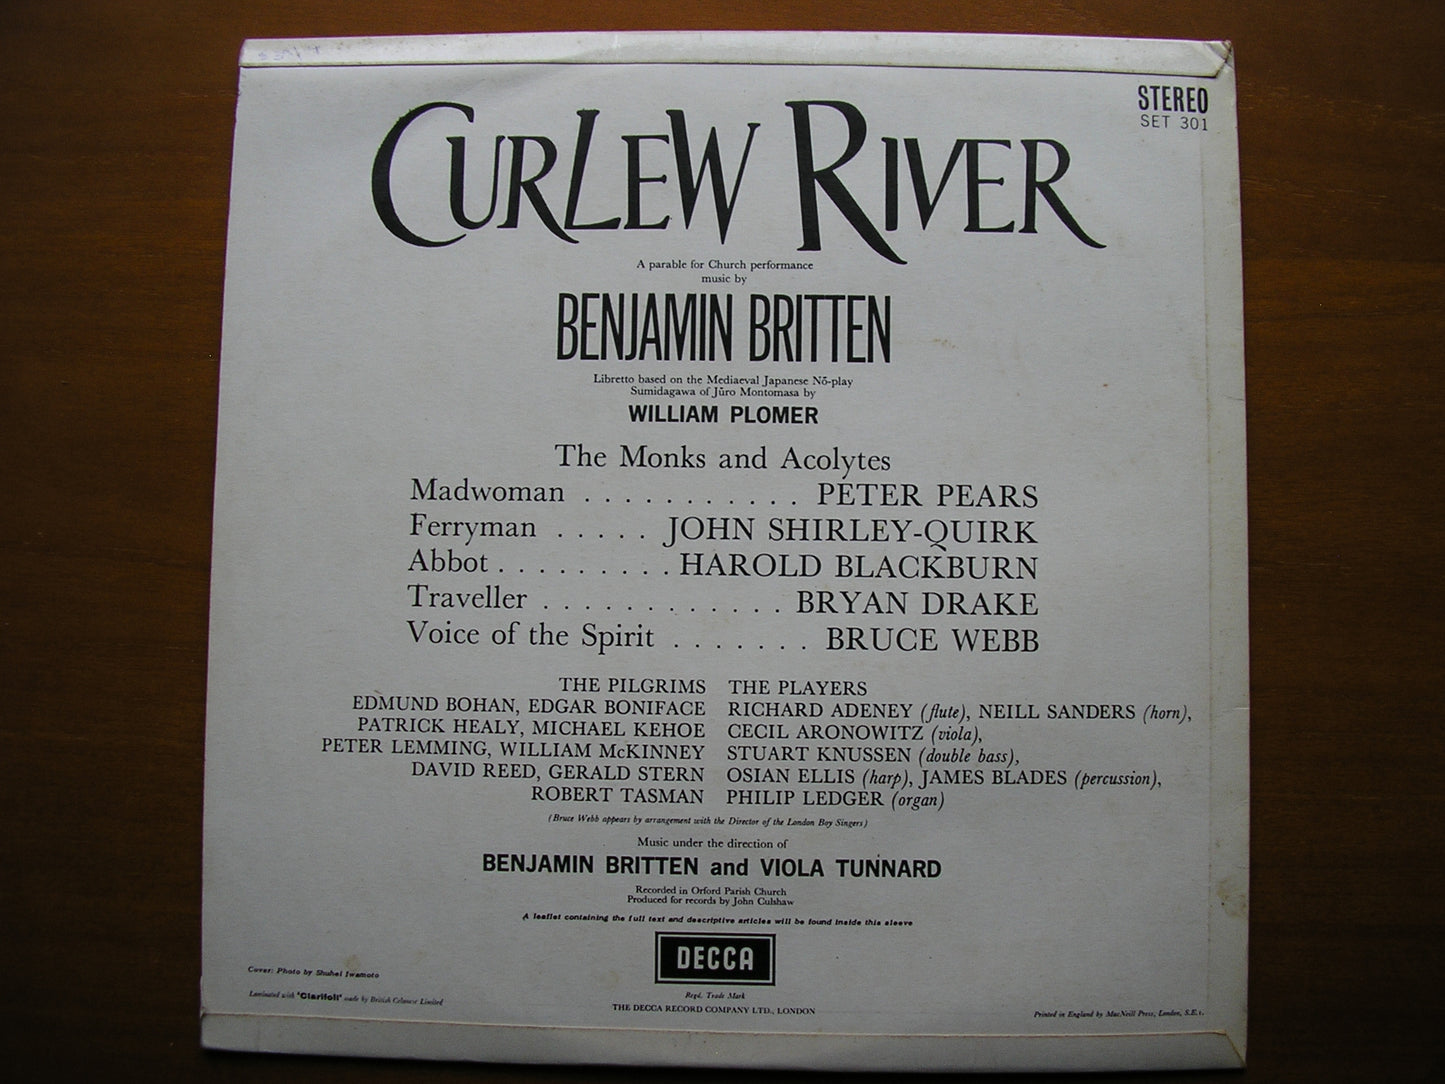 STEREO
SET 301
CURLEW RIVER
A parable for Church performance
music by
BENJAMIN BRITTEN
Libretto based on the Mediaeval Japanese Nō-play
Sumidagawa of Jūro Montomasa by
WILLIAM PLOMER
The Monks and Acolytes
Madwoman . . . . . . . . . . . PETER PEARS
Ferryman . . . . . JOHN SHIRLEY-QUIRK
Abbot . . . . . . . . . HAROLD BLACKBURN
Traveller . . . . . . . . . . . . BRYAN DRAKE
Voice of the Spirit . . . . . . . BRUCE WEBB
THE PILGRIMS
EDMUND BOHAN, EDGAR BONIFACE
PATRICK HEALY, MICHAEL KEHOE
PETER LEMMING, WILLIAM McKINNEY
DAVID REED, GERALD STERN
ROBERT TASMAN
THE PLAYERS
RICHARD ADENEY (flute), NEILL SANDERS (horn),
CECIL ARONOWITZ (viola),
STUART KNUSSEN (double bass),
OSIAN ELLIS (harp), JAMES BLADES (percussion),
PHILIP LEDGER (organ)
(Bruce Webb appears by arrangement with the Director of the London Boy Singers)
Music under the direction of
BENJAMIN BRITTEN and VIOLA TUNNARD
Recorded in Orford Parish Church
Produced for records by John Culshaw
A leaflet containing the full text and descriptive articles will be found inside this sleeve
DECCA
Regd. Trade Mark
THE DECCA RECORD COMPANY LTD., LONDON
Cover: Photo by Shuhei Iwamoto
Laminated with 'Clarifoil' made by British Celanese Limited
Printed in England by MacNeill Press, London, S.E.1.